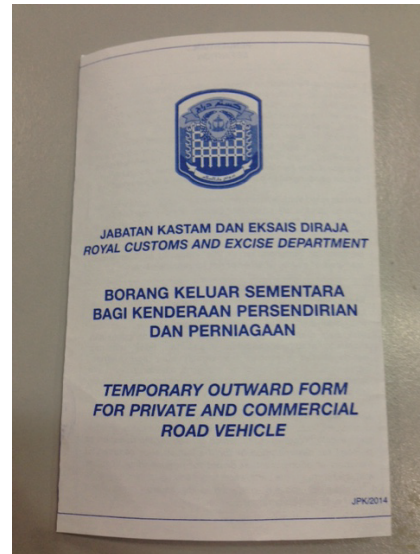 JABATAN KASTAM DAN EKSAIS DIRAJA
ROYAL CUSTOMS AND EXCISE DEPARTMENT
BORANG KELUAR SEMENTARA
BAGI KENDERAAN PERSENDIRIAN
DAN PERNIAGAAN
TEMPORARY OUTWARD FORM
FOR PRIVATE AND COMMERCIAL
ROAD VEHICLE
JPK/2014